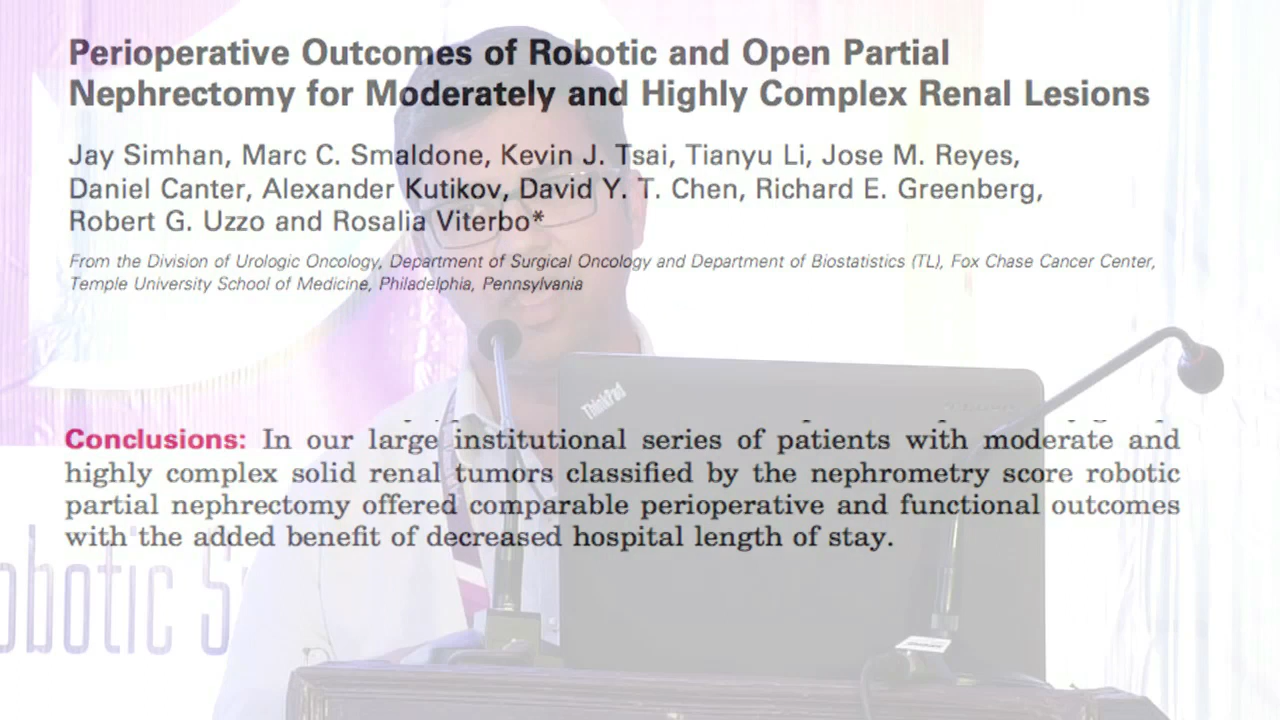 Perioperative Outcomes of Robotic and Open Partial
Nephrectomy for Moderately and Highly Complex Renal Lesions
Jay Simhan, Marc C. Smaldone, Kevin J. Tsai, Tianyu Li, Jose M. Reyes,
Daniel Canter, Alexander Kutikov, David Y. T. Chen, Richard E. Greenberg,
Robert G. Uzzo and Rosalia Viterbo*
From the Division of Urologic Oncology, Department of Surgical Oncology and Department of Biostatistics (TL), Fox Chase Cancer Center,
Temple University School of Medicine, Philadelphia, Pennsylvania
ThinkPad
Conclusions: In our large institutional series of patients with moderate and
highly complex solid renal tumors classified by the nephrometry score robotic
partial nephrectomy offered comparable perioperative and functional outcomes
with the added benefit of decreased hospital length of stay.
obotic S